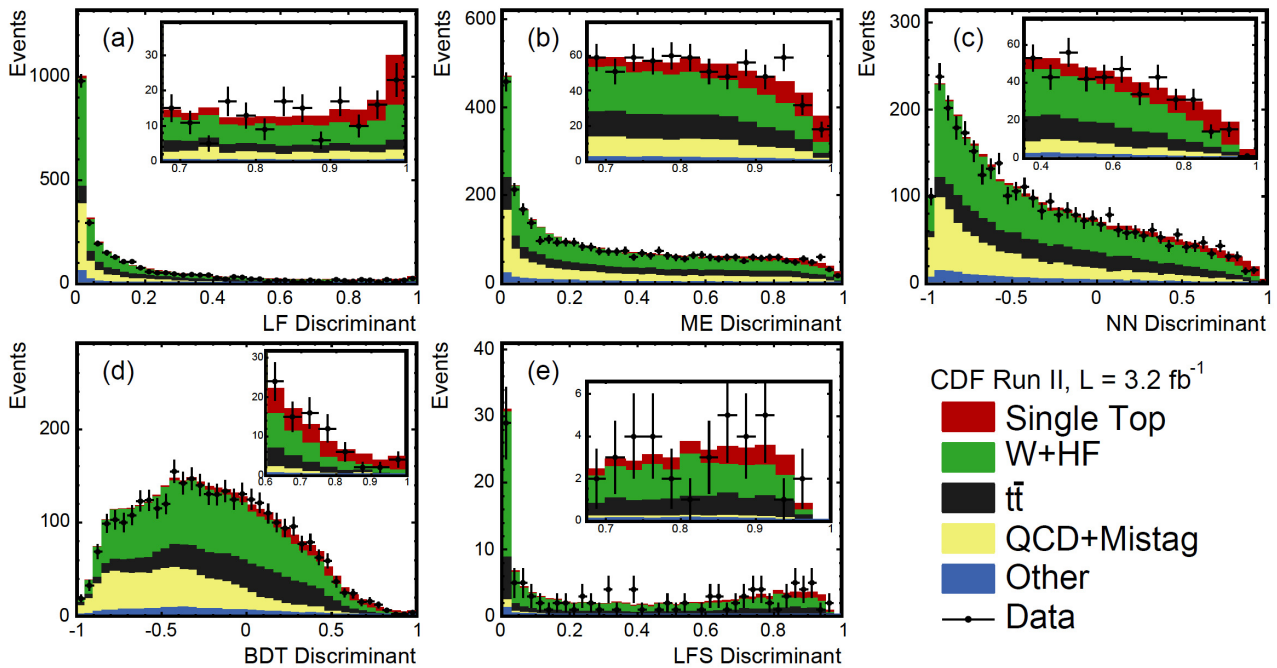 (a)
Events
1000
500
0
0 0.2 0.4 0.6 0.8 1
LF Discriminant
30
20
10
0
0.7 0.8 0.9 1
(b)
Events
600
400
200
0
0 0.2 0.4 0.6 0.8 1
ME Discriminant
60
40
20
0
0.7 0.8 0.9 1
(c)
Events
300
200
100
0
-1 -0.5 0 0.5 1
NN Discriminant
60
40
20
0
0.4 0.6 0.8 1
(d)
Events
200
100
0
-1 -0.5 0 0.5 1
BDT Discriminant
30
20
10
0
0.6 0.7 0.8 0.9 1
(e)
Events
40
30
20
10
0
0 0.2 0.4 0.6 0.8 1
LFS Discriminant
6
4
2
0
0.7 0.8 0.9 1
CDF Run II, L = 3.2 fb⁻¹
Single Top
W+HF
tt̄
QCD+Mistag
Other
Data